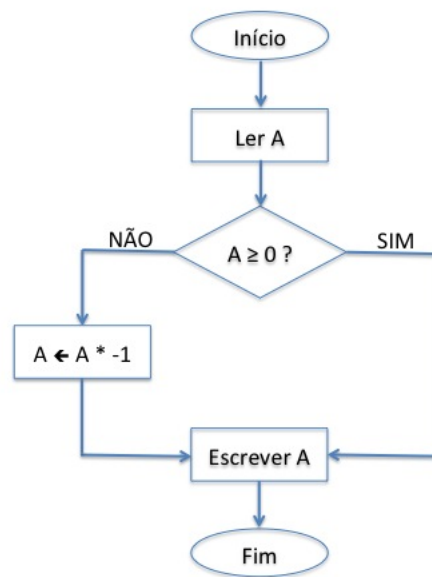 Início
Ler A
NÃO
A ≥ 0 ?
SIM
A ← A * -1
Escrever A
Fim